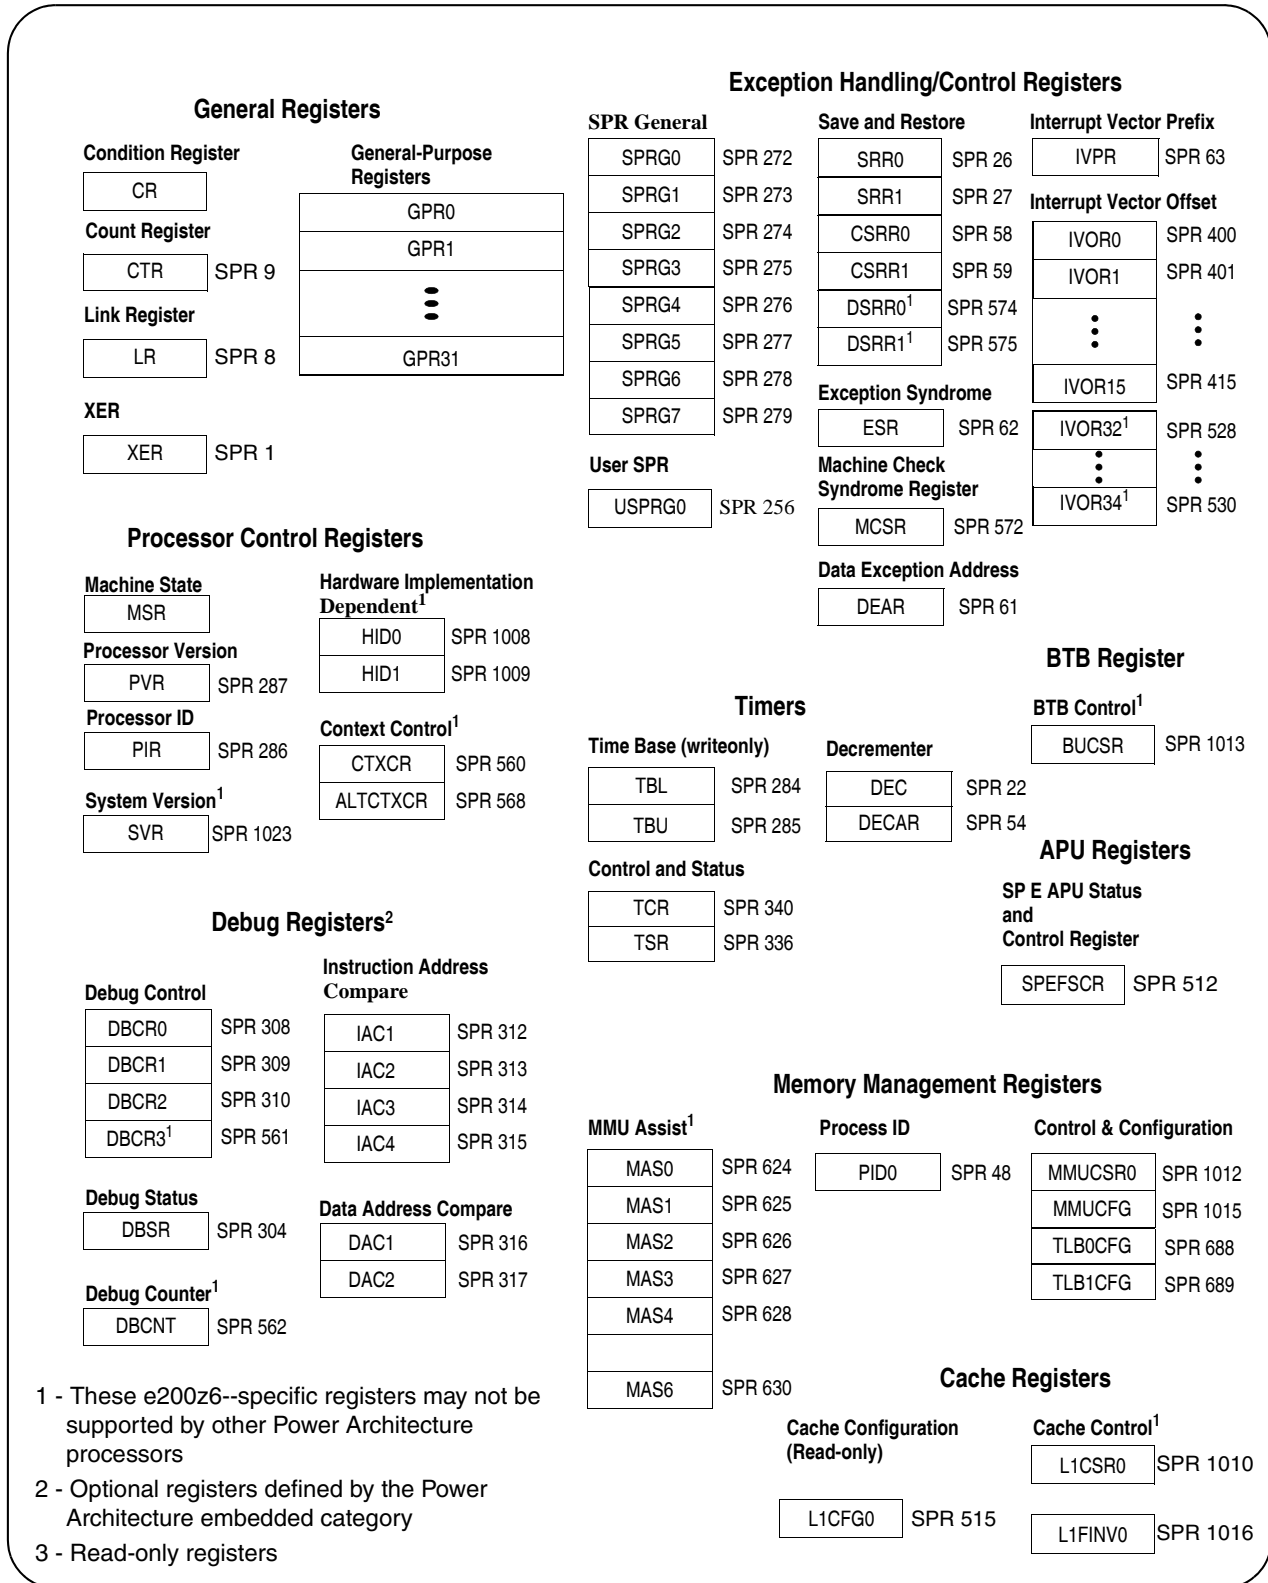 General Registers
Condition Register
CR
Count Register
CTR SPR 9
Link Register
LR SPR 8
XER
XER SPR 1
General-Purpose
Registers
GPR0
GPR1
GPR31
Exception Handling/Control Registers
SPR General
SPRG0 SPR 272
SPRG1 SPR 273
SPRG2 SPR 274
SPRG3 SPR 275
SPRG4 SPR 276
SPRG5 SPR 277
SPRG6 SPR 278
SPRG7 SPR 279
User SPR
USPRG0 SPR 256
Save and Restore
SRR0 SPR 26
SRR1 SPR 27
CSRR0 SPR 58
CSRR1 SPR 59
DSRR0¹ SPR 574
DSRR1¹ SPR 575
Exception Syndrome
ESR SPR 62
Machine Check
Syndrome Register
MCSR SPR 572
Data Exception Address
DEAR SPR 61
Interrupt Vector Prefix
IVPR SPR 63
Interrupt Vector Offset
IVOR0 SPR 400
IVOR1 SPR 401
IVOR15 SPR 415
IVOR32¹ SPR 528
IVOR34¹ SPR 530
Processor Control Registers
Machine State
MSR
Processor Version
PVR SPR 287
Processor ID
PIR SPR 286
System Version¹
SVR SPR 1023
Hardware Implementation
Dependent¹
HID0 SPR 1008
HID1 SPR 1009
Context Control¹
CTXCR SPR 560
ALTCTXCR SPR 568
Timers
Time Base (writeonly)
TBL SPR 284
TBU SPR 285
Control and Status
TCR SPR 340
TSR SPR 336
Decrementer
DEC SPR 22
DECAR SPR 54
BTB Register
BTB Control¹
BUCSR SPR 1013
APU Registers
SP E APU Status
and
Control Register
SPEFSCR SPR 512
Debug Registers²
Debug Control
DBCR0 SPR 308
DBCR1 SPR 309
DBCR2 SPR 310
DBCR3¹ SPR 561
Debug Status
DBSR SPR 304
Debug Counter¹
DBCNT SPR 562
Instruction Address
Compare
IAC1 SPR 312
IAC2 SPR 313
IAC3 SPR 314
IAC4 SPR 315
Data Address Compare
DAC1 SPR 316
DAC2 SPR 317
Memory Management Registers
MMU Assist¹
MAS0 SPR 624
MAS1 SPR 625
MAS2 SPR 626
MAS3 SPR 627
MAS4 SPR 628
MAS6 SPR 630
Process ID
PID0 SPR 48
Control & Configuration
MMUCSR0 SPR 1012
MMUCFG SPR 1015
TLB0CFG SPR 688
TLB1CFG SPR 689
Cache Registers
Cache Configuration
(Read-only)
L1CFG0 SPR 515
Cache Control¹
L1CSR0 SPR 1010
L1FINV0 SPR 1016
1 - These e200z6--specific registers may not be
supported by other Power Architecture
processors
2 - Optional registers defined by the Power
Architecture embedded category
3 - Read-only registers